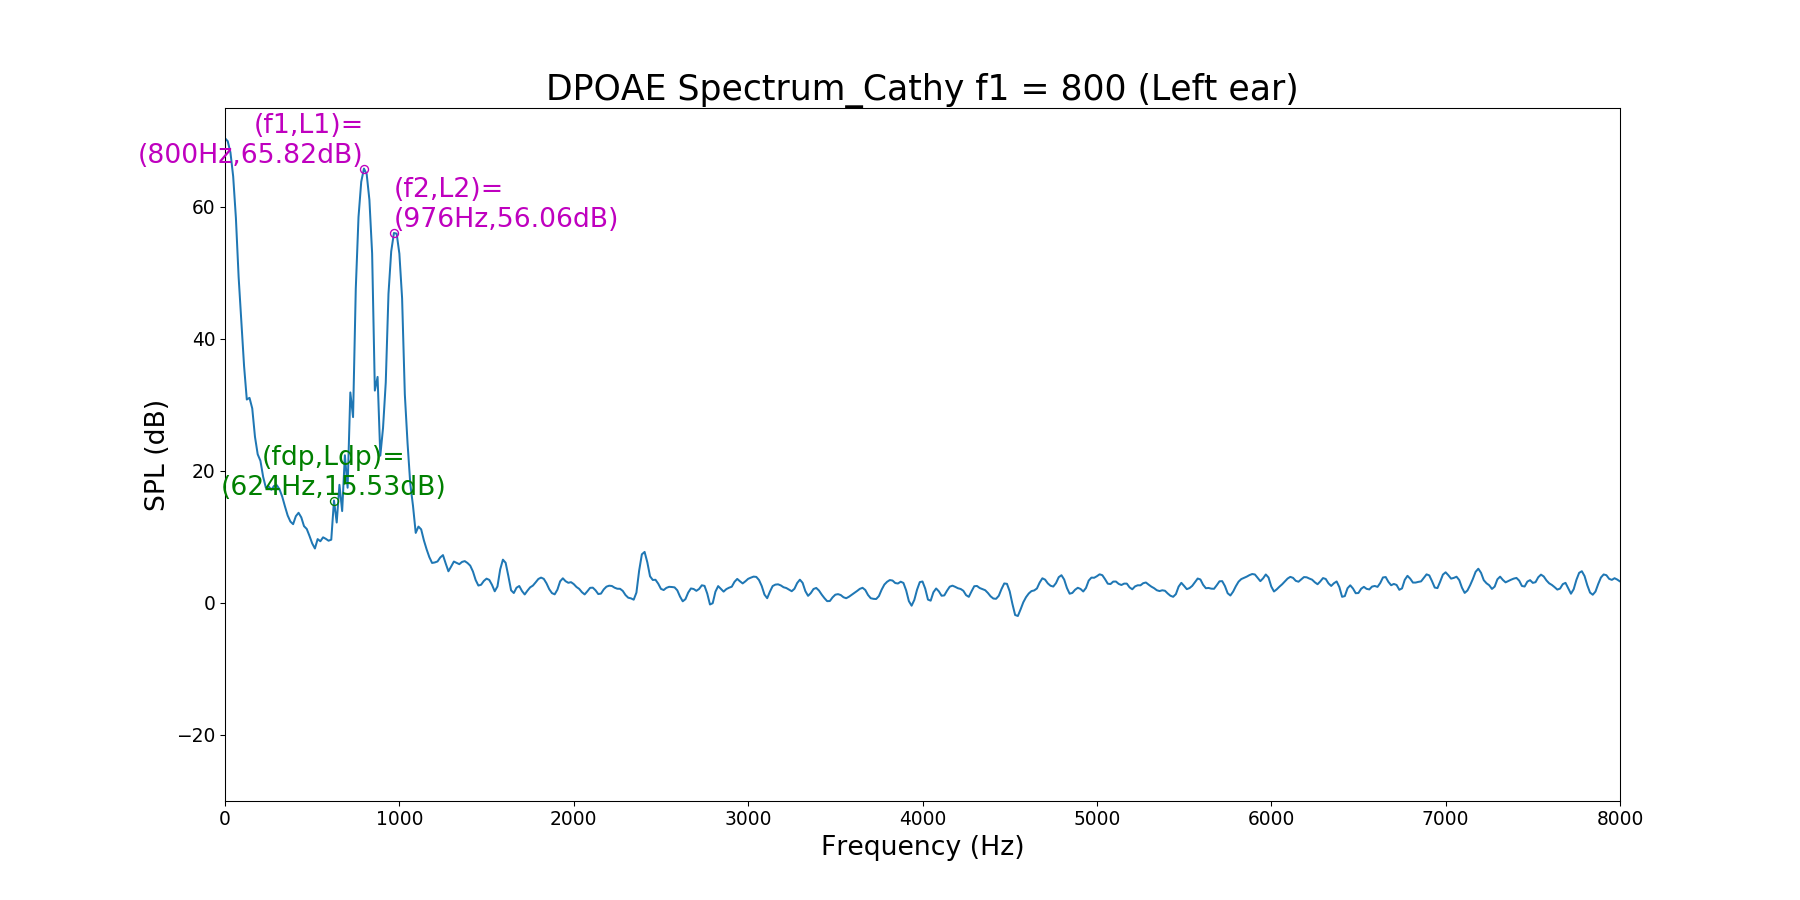 DPOAE Spectrum_Cathy f1 = 800 (Left ear)
(f1,L1)=
(800Hz,65.82dB)
(f2,L2)=
(976Hz,56.06dB)
(fdp,Ldp)=
(624Hz,15.53dB)
SPL (dB)
60
40
20
0
−20
0 1000 2000 3000 4000 5000 6000 7000 8000
Frequency (Hz)